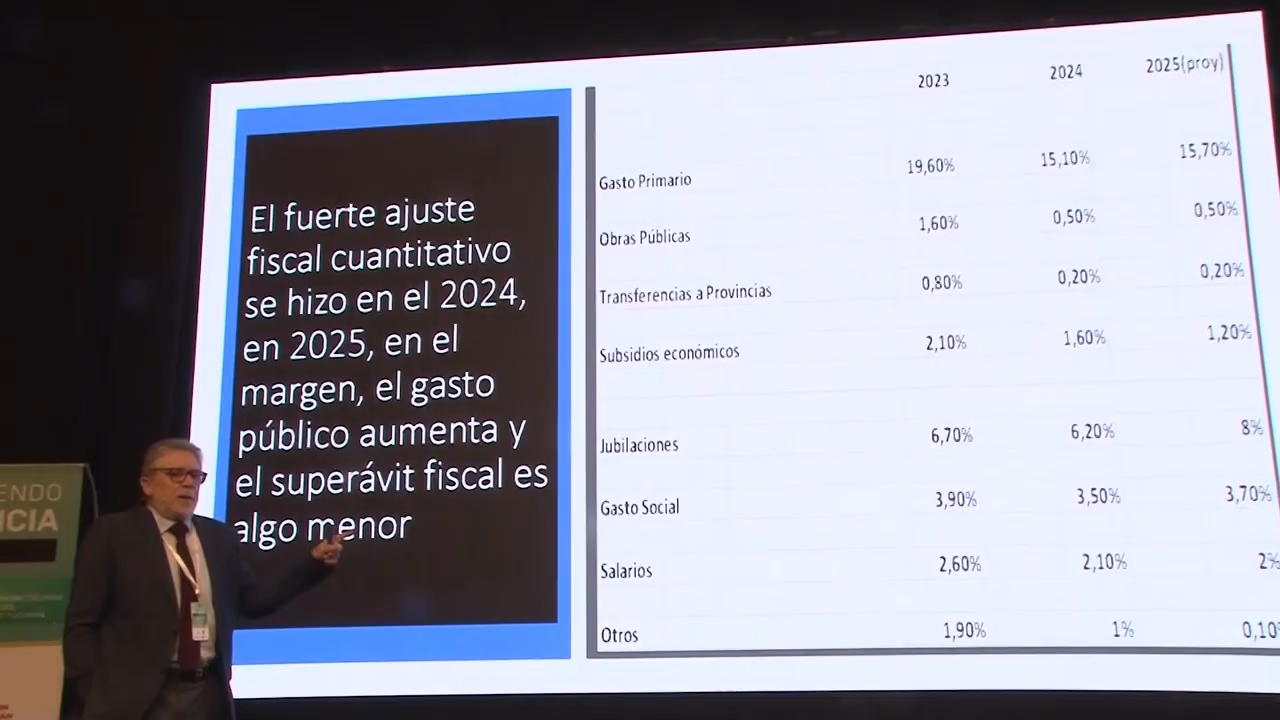 El fuerte ajuste
fiscal cuantitativo
se hizo en el 2024,
en 2025, en el
margen, el gasto
público aumenta y
el superávit fiscal es
algo menor
2023 2024 2025(proy)
Gasto Primario 19,60% 15,10% 15,70%
Obras Públicas 1,60% 0,50% 0,50%
Transferencias a Provincias 0,80% 0,20% 0,20%
Subsidios económicos 2,10% 1,60% 1,20%
Jubilaciones 6,70% 6,20% 8%
Gasto Social 3,90% 3,50% 3,70%
Salarios 2,60% 2,10% 2%
Otros 1,90% 1% 0,10%
ENDO
CIA